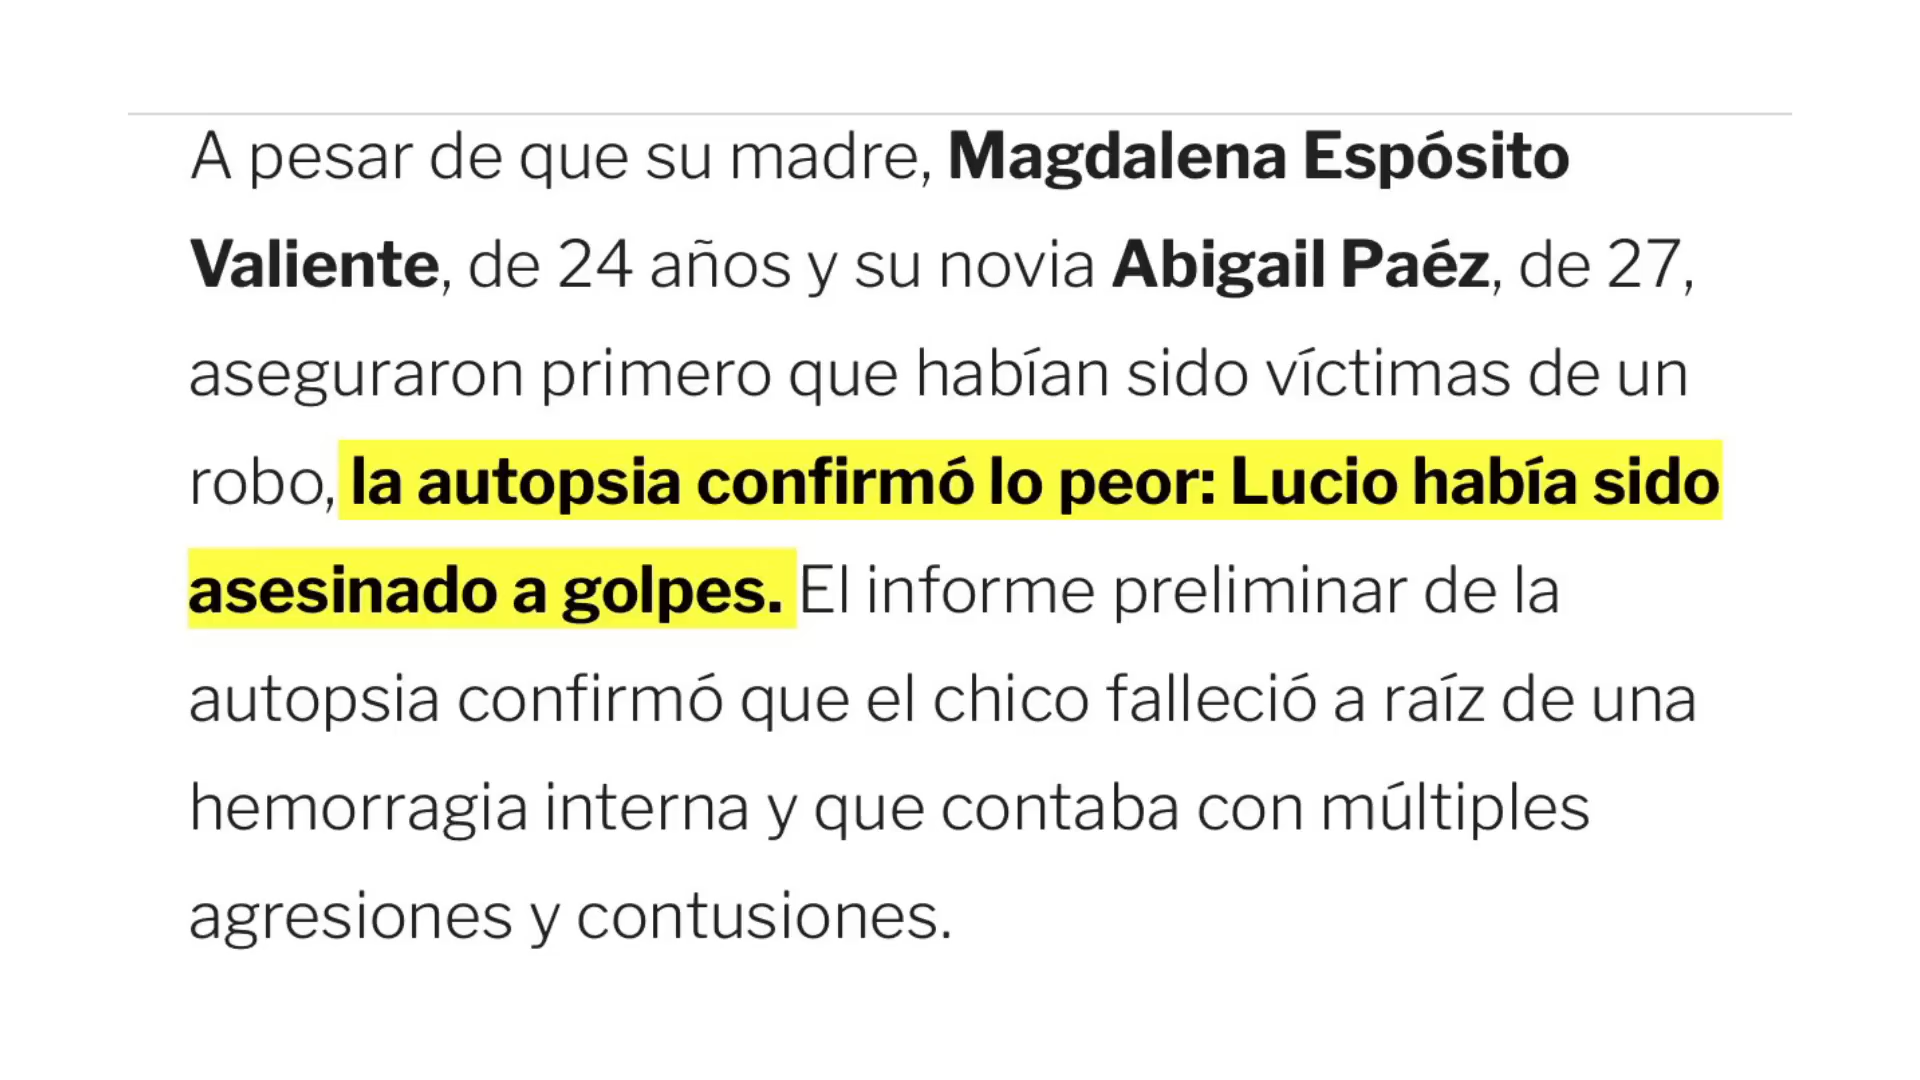 A pesar de que su madre, Magdalena Espósito
Valiente, de 24 años y su novia Abigail Paéz, de 27,
aseguraron primero que habían sido víctimas de un
robo, la autopsia confirmó lo peor: Lucio había sido
asesinado a golpes. El informe preliminar de la
autopsia confirmó que el chico falleció a raíz de una
hemorragia interna y que contaba con múltiples
agresiones y contusiones.